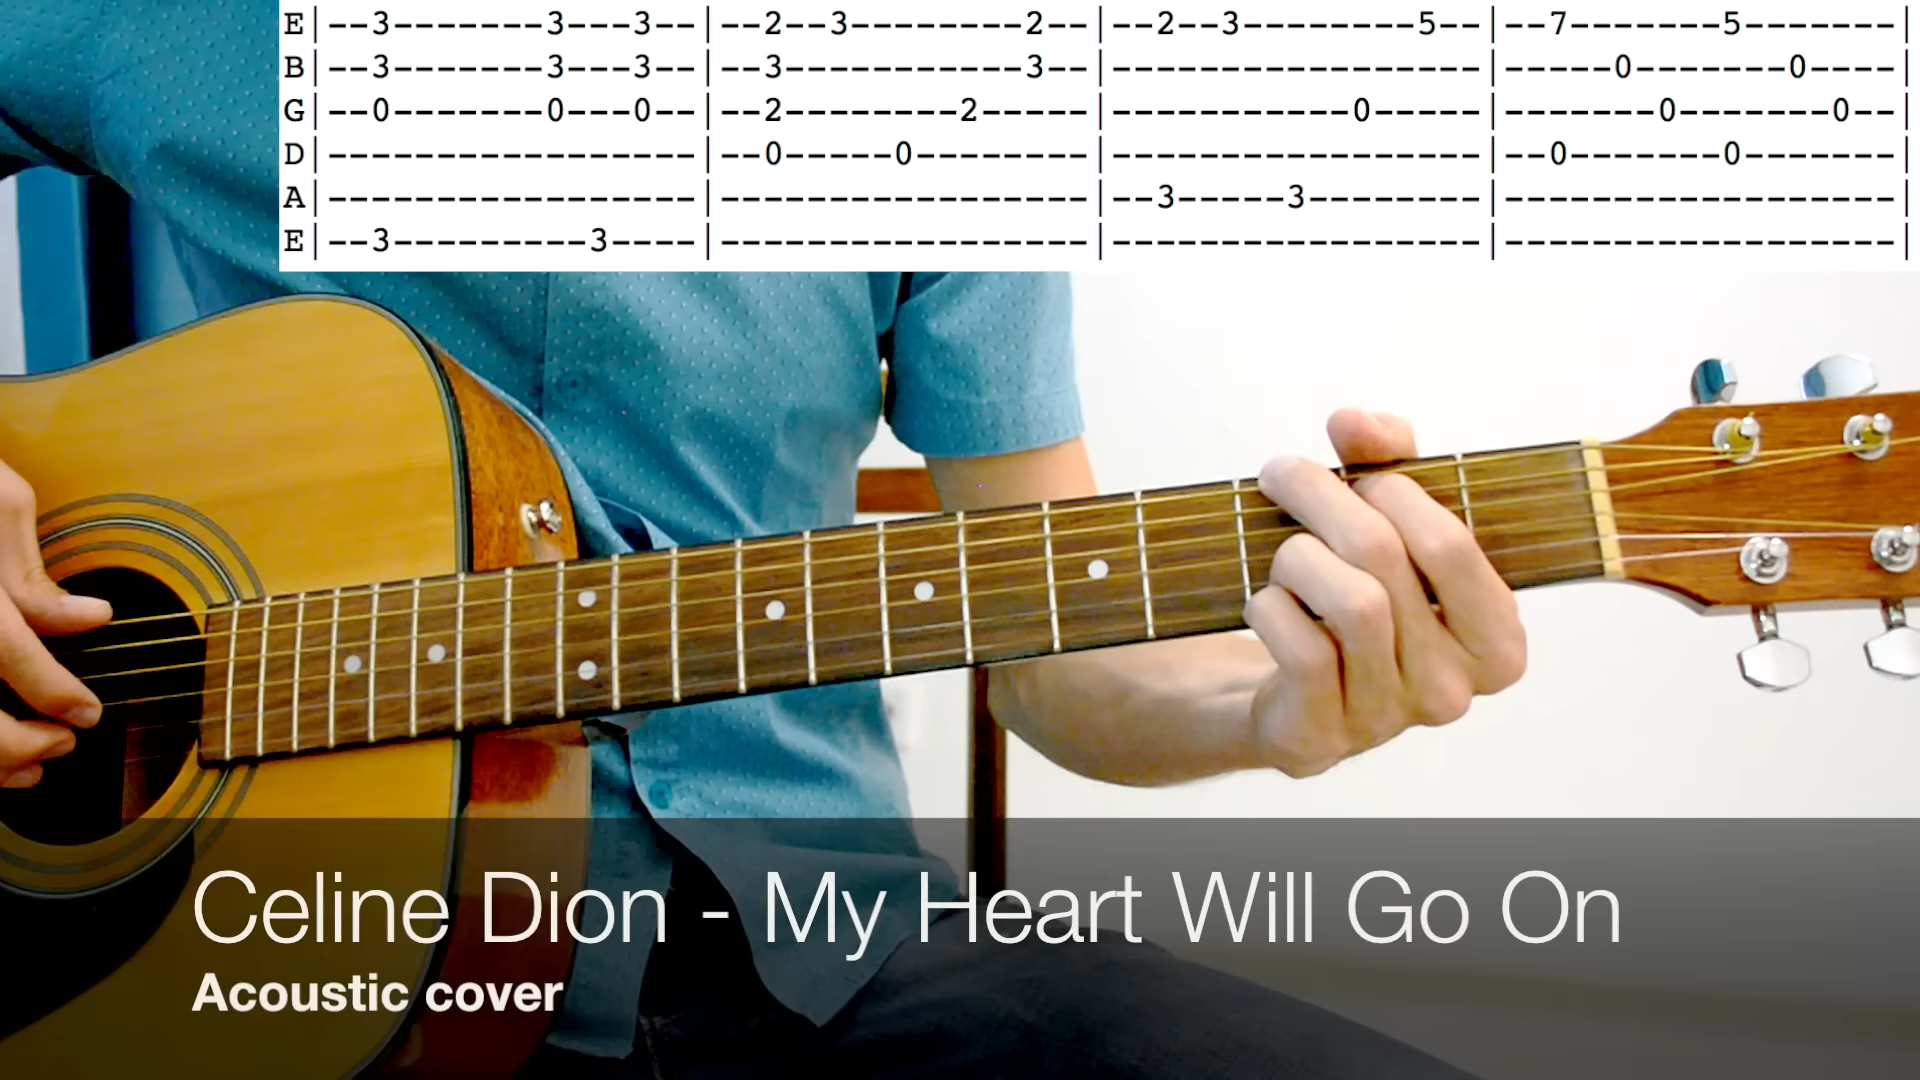 E|--3-------3---3--|--2--3--------2--|--2--3--------5--|--7-------5-------|
B|--3-------3---3--|--3-----------3--|-----------------|-----0-------0----|
G|--0-------0---0--|--2--------2-----|-----------0-----|-------0-------0--|
D|-----------------|--0-----0--------|-----------------|--0-------0-------|
A|-----------------|-----------------|--3-----3--------|------------------|
E|--3---------3----|-----------------|-----------------|------------------|
Celine Dion - My Heart Will Go On
Acoustic cover